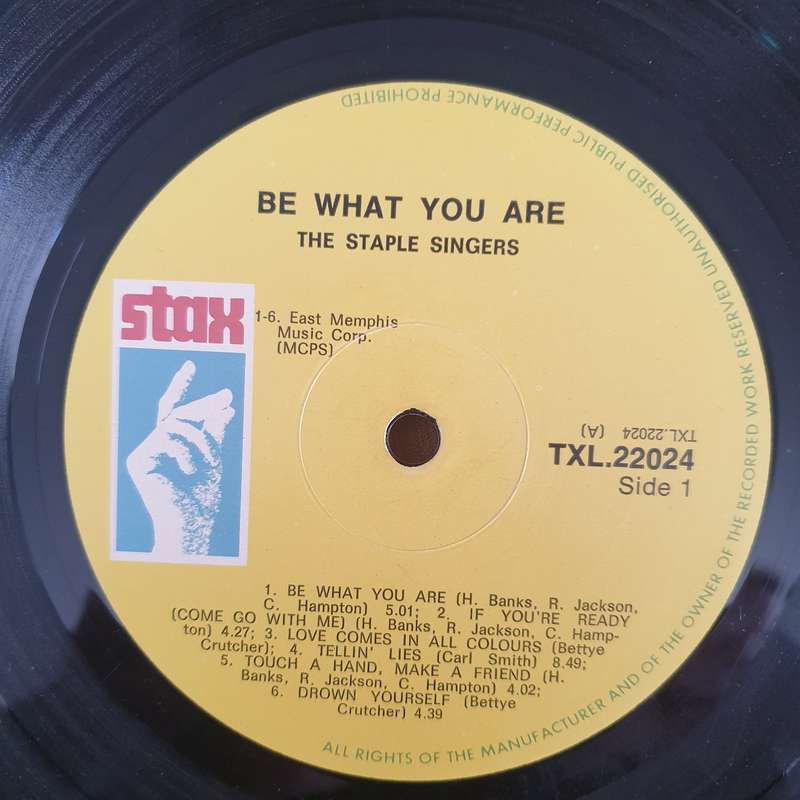 BE WHAT YOU ARE
THE STAPLE SINGERS
stax
1-6. East Memphis
Music Corp.
(MCPS)
TXL.22024 (A)
TXL.22024
Side 1
1. BE WHAT YOU ARE (H. Banks, R. Jackson,
C. Hampton) 5.01; 2. IF YOU'RE READY
(COME GO WITH ME) (H. Banks, R. Jackson, C. Hamp-
ton) 4.27; 3. LOVE COMES IN ALL COLOURS (Bettye
Crutcher); 4. TELLIN' LIES (Carl Smith) 8.49;
5. TOUCH A HAND, MAKE A FRIEND (H.
Banks, R. Jackson, C. Hampton) 4.02;
6. DROWN YOURSELF (Bettye
Crutcher) 4.39
ALL RIGHTS OF THE MANUFACTURER AND OF THE OWNER OF THE RECORDED WORK RESERVED UNAUTHORISED PUBLIC PERFORMANCE PROHIBITED